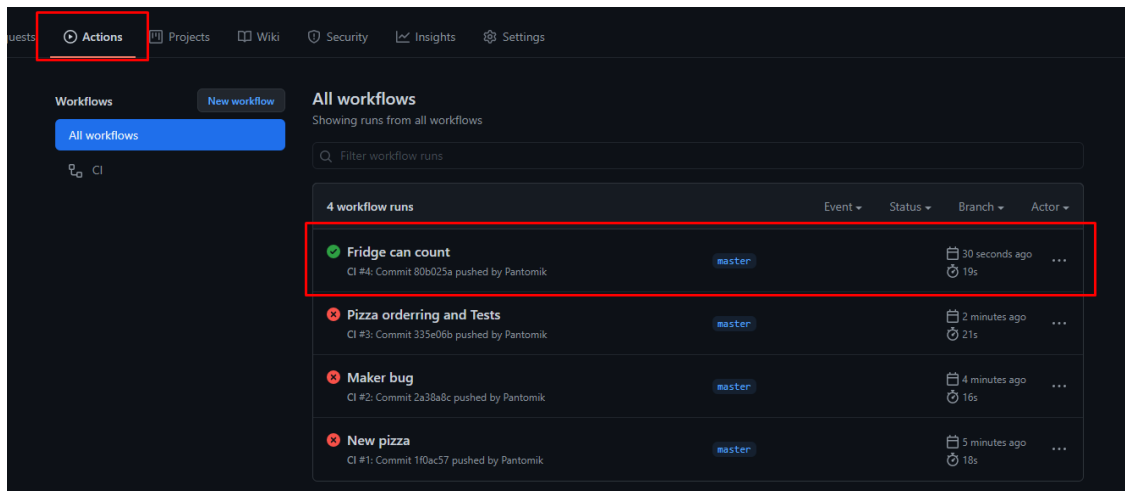 uests Actions Projects Wiki Security Insights Settings
Workflows New workflow
All workflows
CI
All workflows
Showing runs from all workflows
Filter workflow runs
4 workflow runs Event Status Branch Actor
Fridge can count
CI #4: Commit 80b025a pushed by Pantomik
master
30 seconds ago
19s
Pizza orderring and Tests
CI #3: Commit 335e06b pushed by Pantomik
master
2 minutes ago
21s
Maker bug
CI #2: Commit 2a38a8c pushed by Pantomik
master
4 minutes ago
16s
New pizza
CI #1: Commit 1f0ac57 pushed by Pantomik
master
5 minutes ago
18s